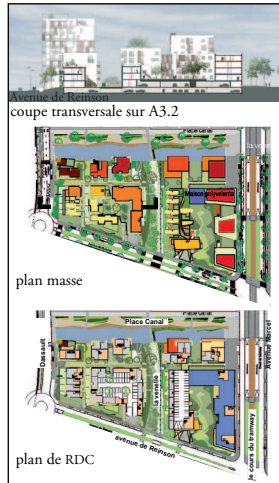 Avenue de Reinson
coupe transversale sur A3.2
Place Canal
Maison polyvalente
plan masse
Place Canal
Dassault
la venelle
Avenue Marcel
avenue de Reinson
le cours du tramway
plan de RDC